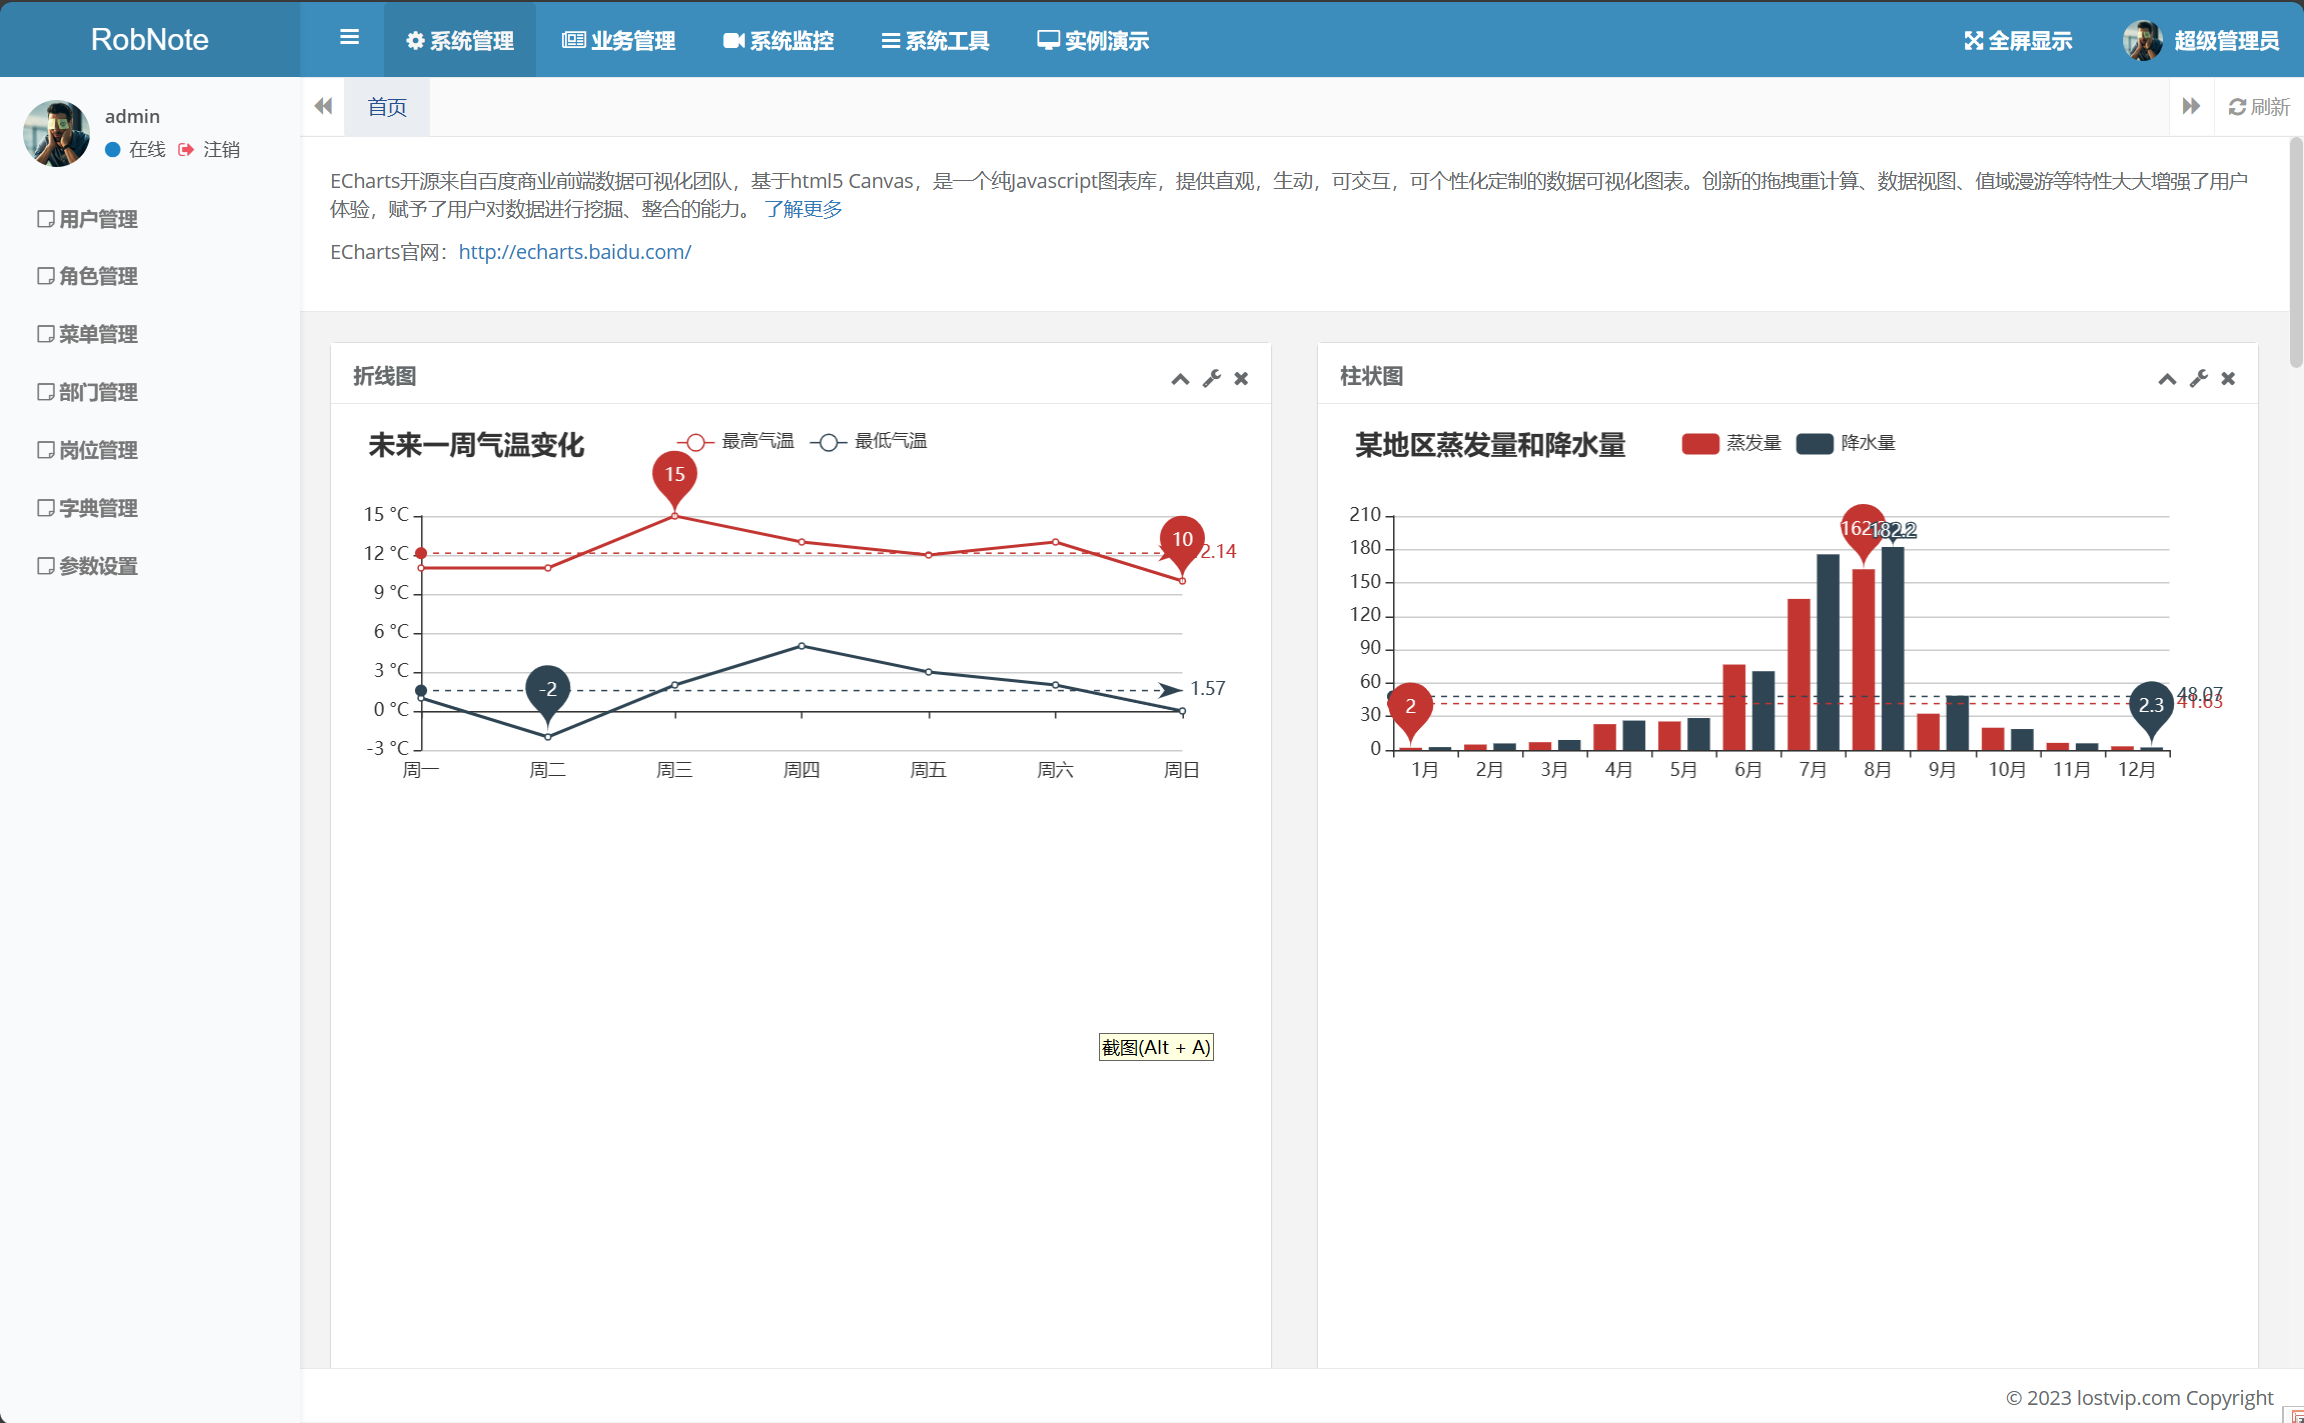 RobNote
系统管理 业务管理 系统监控 系统工具 实例演示 全屏显示 超级管理员
admin
在线 注销
首页 刷新
用户管理
角色管理
菜单管理
部门管理
岗位管理
字典管理
参数设置
ECharts开源来自百度商业前端数据可视化团队，基于html5 Canvas，是一个纯Javascript图表库，提供直观，生动，可交互，可个性化定制的数据可视化图表。创新的拖拽重计算、数据视图、值域漫游等特性大大增强了用户
体验，赋予了用户对数据进行挖掘、整合的能力。 了解更多
ECharts官网：http://echarts.baidu.com/
折线图
未来一周气温变化 最高气温 最低气温
15
15 °C
10
12 °C
9 °C
6 °C
3 °C
-2
1.57
0 °C
-3 °C
周一 周二 周三 周四 周五 周六 周日
柱状图
某地区蒸发量和降水量 蒸发量 降水量
210
182.2
180
150
120
90
60
48.07
41.63
2
2.3
30
0
1月 2月 3月 4月 5月 6月 7月 8月 9月 10月 11月 12月
截图(Alt + A)
© 2023 lostvip.com Copyright